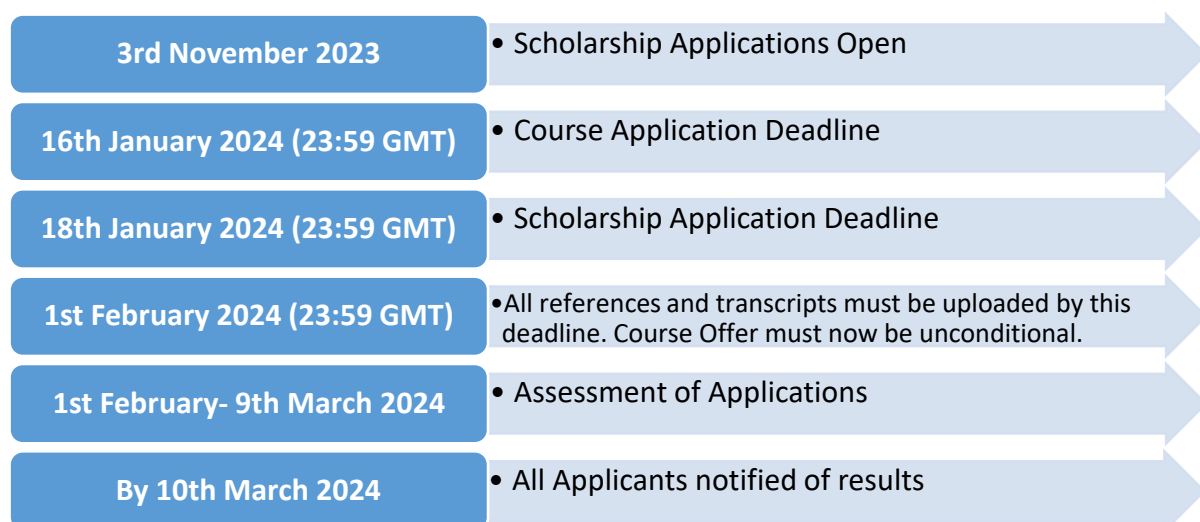 3rd November 2023
• Scholarship Applications Open
16th January 2024 (23:59 GMT)
• Course Application Deadline
18th January 2024 (23:59 GMT)
• Scholarship Application Deadline
1st February 2024 (23:59 GMT)
•All references and transcripts must be uploaded by this
deadline. Course Offer must now be unconditional.
1st February- 9th March 2024
• Assessment of Applications
By 10th March 2024
• All Applicants notified of results